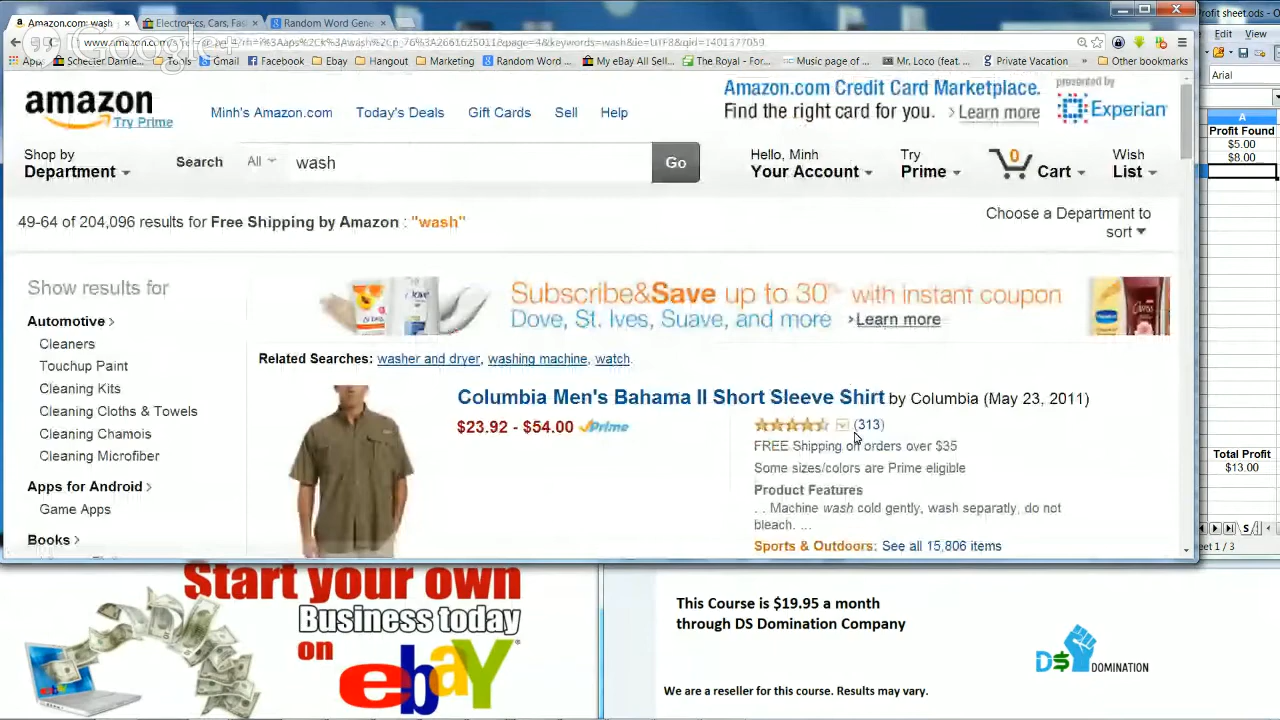 Amazon.com: wash
Electronics, Cars, Fas
Random Word Gene
Profit sheet.ods -
Google+
Edit View
Apps
Schecter Damie...
Tools
Gmail
Facebook
Ebay
Hangout
Marketing
Random Word ...
My eBay All Sell...
The Royal - For...
Music page of ...
Mr. Loco (feat. ...
Private Vacation
»
Other bookmarks
Arial
amazon
Try Prime
Minh's Amazon.com
Today's Deals
Gift Cards
Sell
Help
Amazon.com Credit Card Marketplace.
Find the right card for you. > Learn more
presented by
Experian
A
Profit Found
$5.00
$8.00
Shop by
Department
Search
All
wash
Go
Hello, Minh
Your Account
Try
Prime
0
Cart
Wish
List
49-64 of 204,096 results for Free Shipping by Amazon : "wash"
Choose a Department to
sort
Show results for
Automotive >
Cleaners
Touchup Paint
Cleaning Kits
Cleaning Cloths & Towels
Cleaning Chamois
Cleaning Microfiber
Apps for Android >
Game Apps
Books >
Subscribe&Save up to 30% with instant coupon
Dove, St. Ives, Suave, and more > Learn more
Related Searches: washer and dryer, washing machine, watch.
Columbia Men's Bahama II Short Sleeve Shirt by Columbia (May 23, 2011)
$23.92 - $54.00 Prime
(313)
FREE Shipping on orders over $35
Some sizes/colors are Prime eligible
Product Features
. . Machine wash cold gently, wash separatly, do not
bleach. ...
Sports & Outdoors: See all 15,806 items
Total Profit
$13.00
Sheet 1 / 3
Start your own
Business today
on
ebay
This Course is $19.95 a month
through DS Domination Company
DS DOMINATION
We are a reseller for this course. Results may vary.